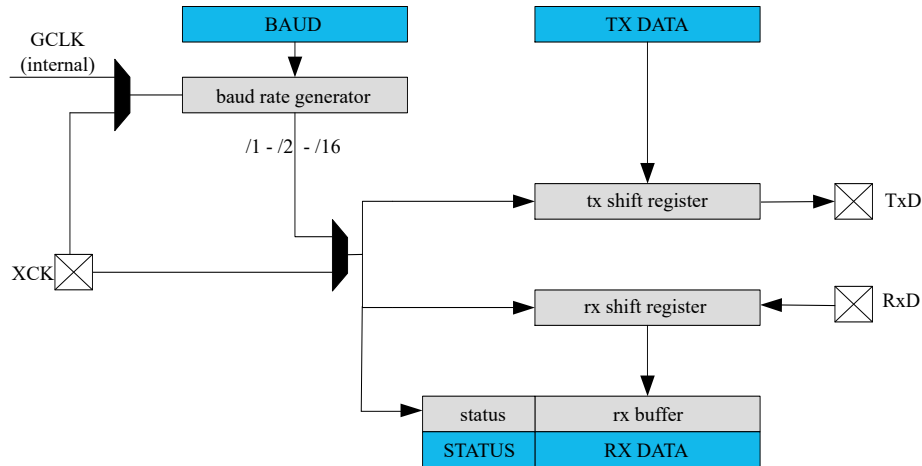 BAUD
TX DATA
GCLK
(internal)
baud rate generator
/1 - /2 - /16
tx shift register
TxD
XCK
rx shift register
RxD
status
rx buffer
STATUS
RX DATA